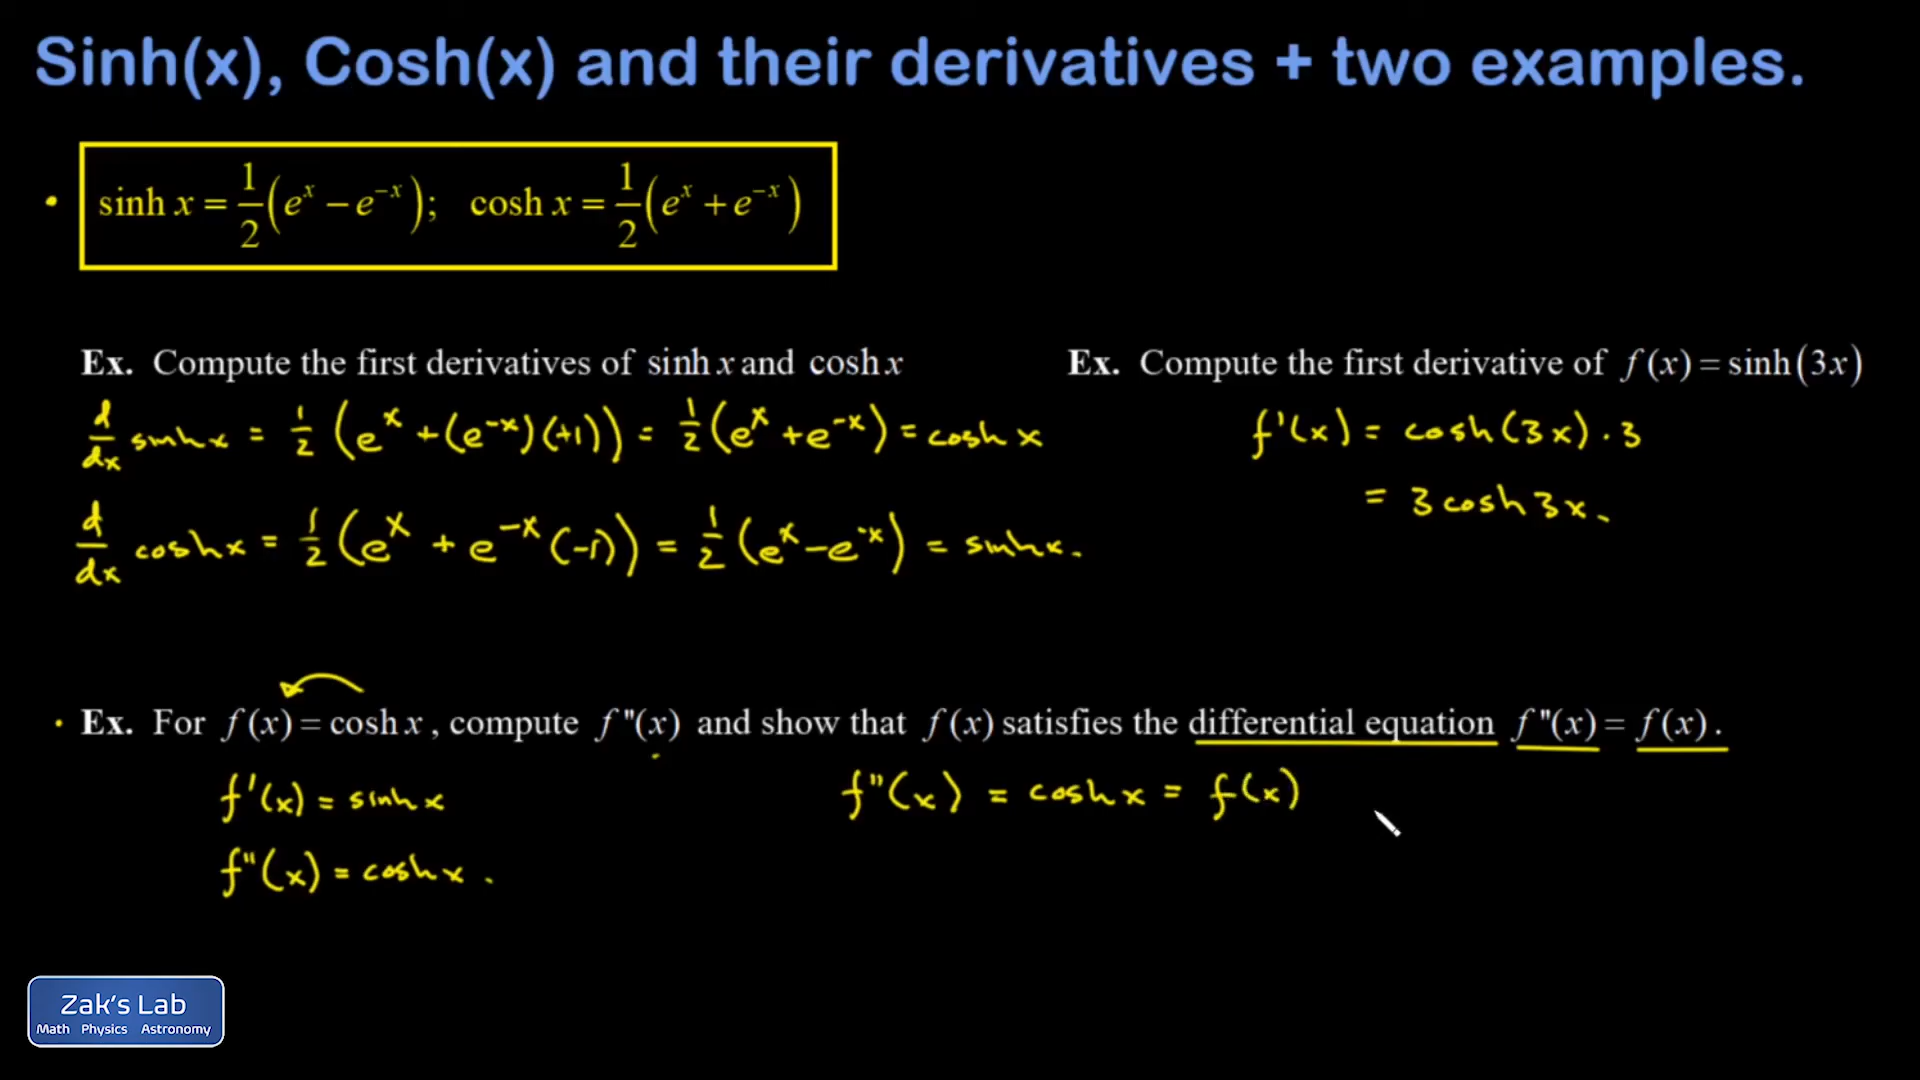 Sinh(x), Cosh(x) and their derivatives + two examples.
• sinh x = 1/2 (e^x − e^−x); cosh x = 1/2 (e^x + e^−x)
Ex. Compute the first derivatives of sinh x and cosh x
d/dx sinh x = 1/2 (e^x + (e^−x)(+1)) = 1/2 (e^x + e^−x) = cosh x
d/dx cosh x = 1/2 (e^x + e^−x (−1)) = 1/2 (e^x − e^−x) = sinh x.
Ex. Compute the first derivative of f(x) = sinh(3x)
f'(x) = cosh(3x) · 3
= 3 cosh 3x.
• Ex. For f(x) = cosh x, compute f''(x) and show that f(x) satisfies the differential equation f''(x) = f(x).
f'(x) = sinh x
f''(x) = cosh x.
f''(x) = cosh x = f(x)
Zak's Lab
Math Physics Astronomy